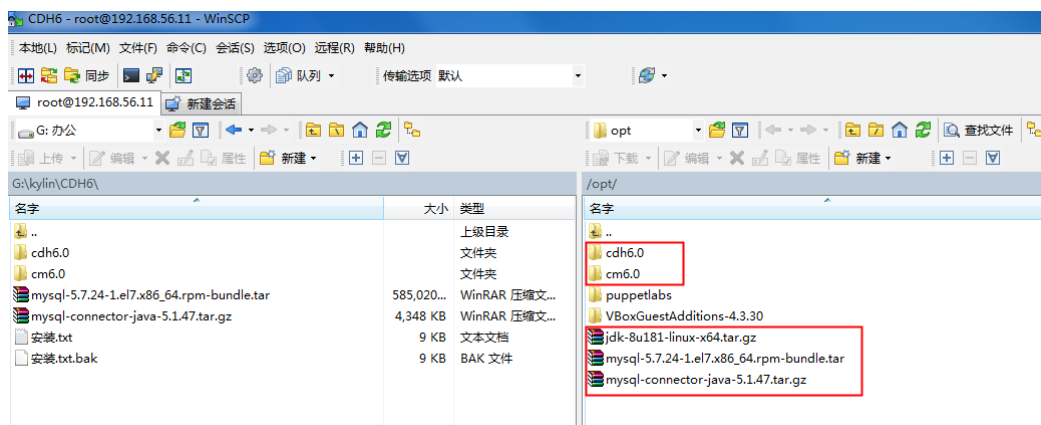 CDH6 - root@192.168.56.11 - WinSCP
本地(L) 标记(M) 文件(F) 命令(C) 会话(S) 选项(O) 远程(R) 帮助(H)
同步 队列 传输选项 默认
root@192.168.56.11 新建会话
G: 办公 opt 查找文件
上传 编辑 属性 新建 下载 编辑 属性 新建
G:\kylin\CDH6\ /opt/
名字 大小 类型 名字
.. 上级目录 ..
cdh6.0 文件夹 cdh6.0
cm6.0 文件夹 cm6.0
mysql-5.7.24-1.el7.x86_64.rpm-bundle.tar 585,020... WinRAR 压缩文... puppetlabs
mysql-connector-java-5.1.47.tar.gz 4,348 KB WinRAR 压缩文... VBoxGuestAdditions-4.3.30
安装.txt 9 KB 文本文档 jdk-8u181-linux-x64.tar.gz
安装.txt.bak 9 KB BAK 文件 mysql-5.7.24-1.el7.x86_64.rpm-bundle.tar
mysql-connector-java-5.1.47.tar.gz